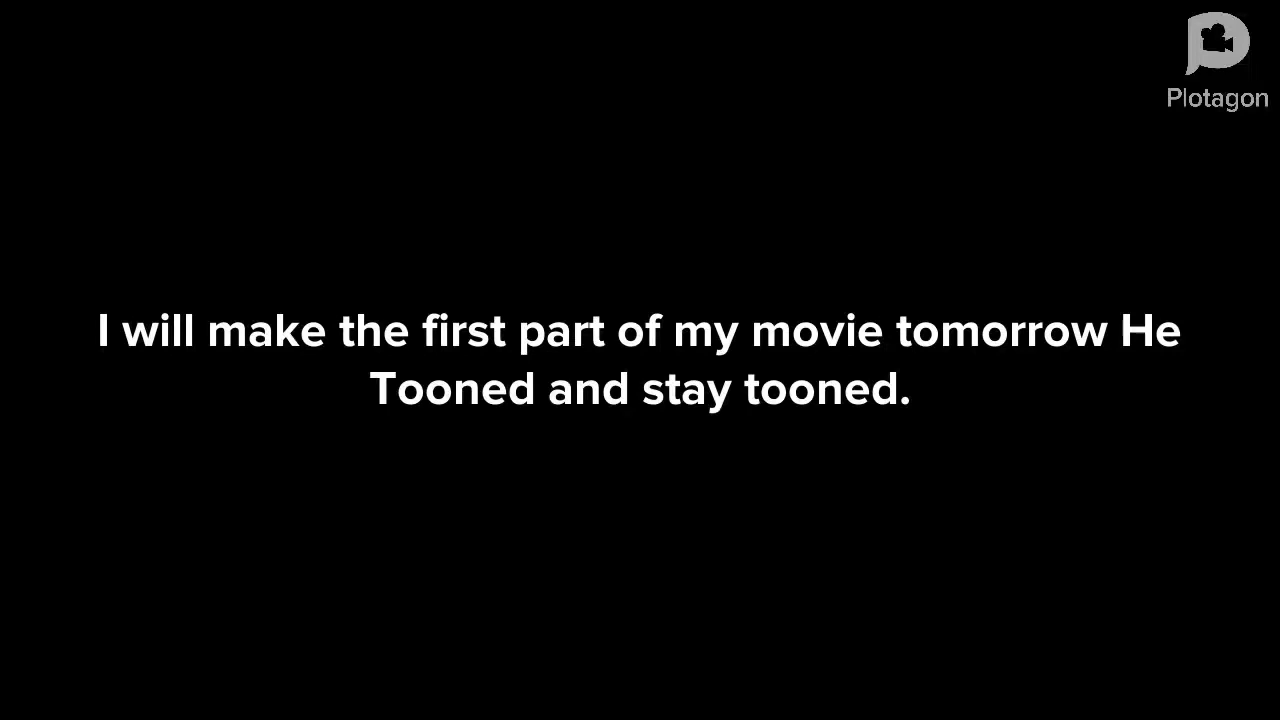 Plotagon
I will make the first part of my movie tomorrow He
Tooned and stay tooned.